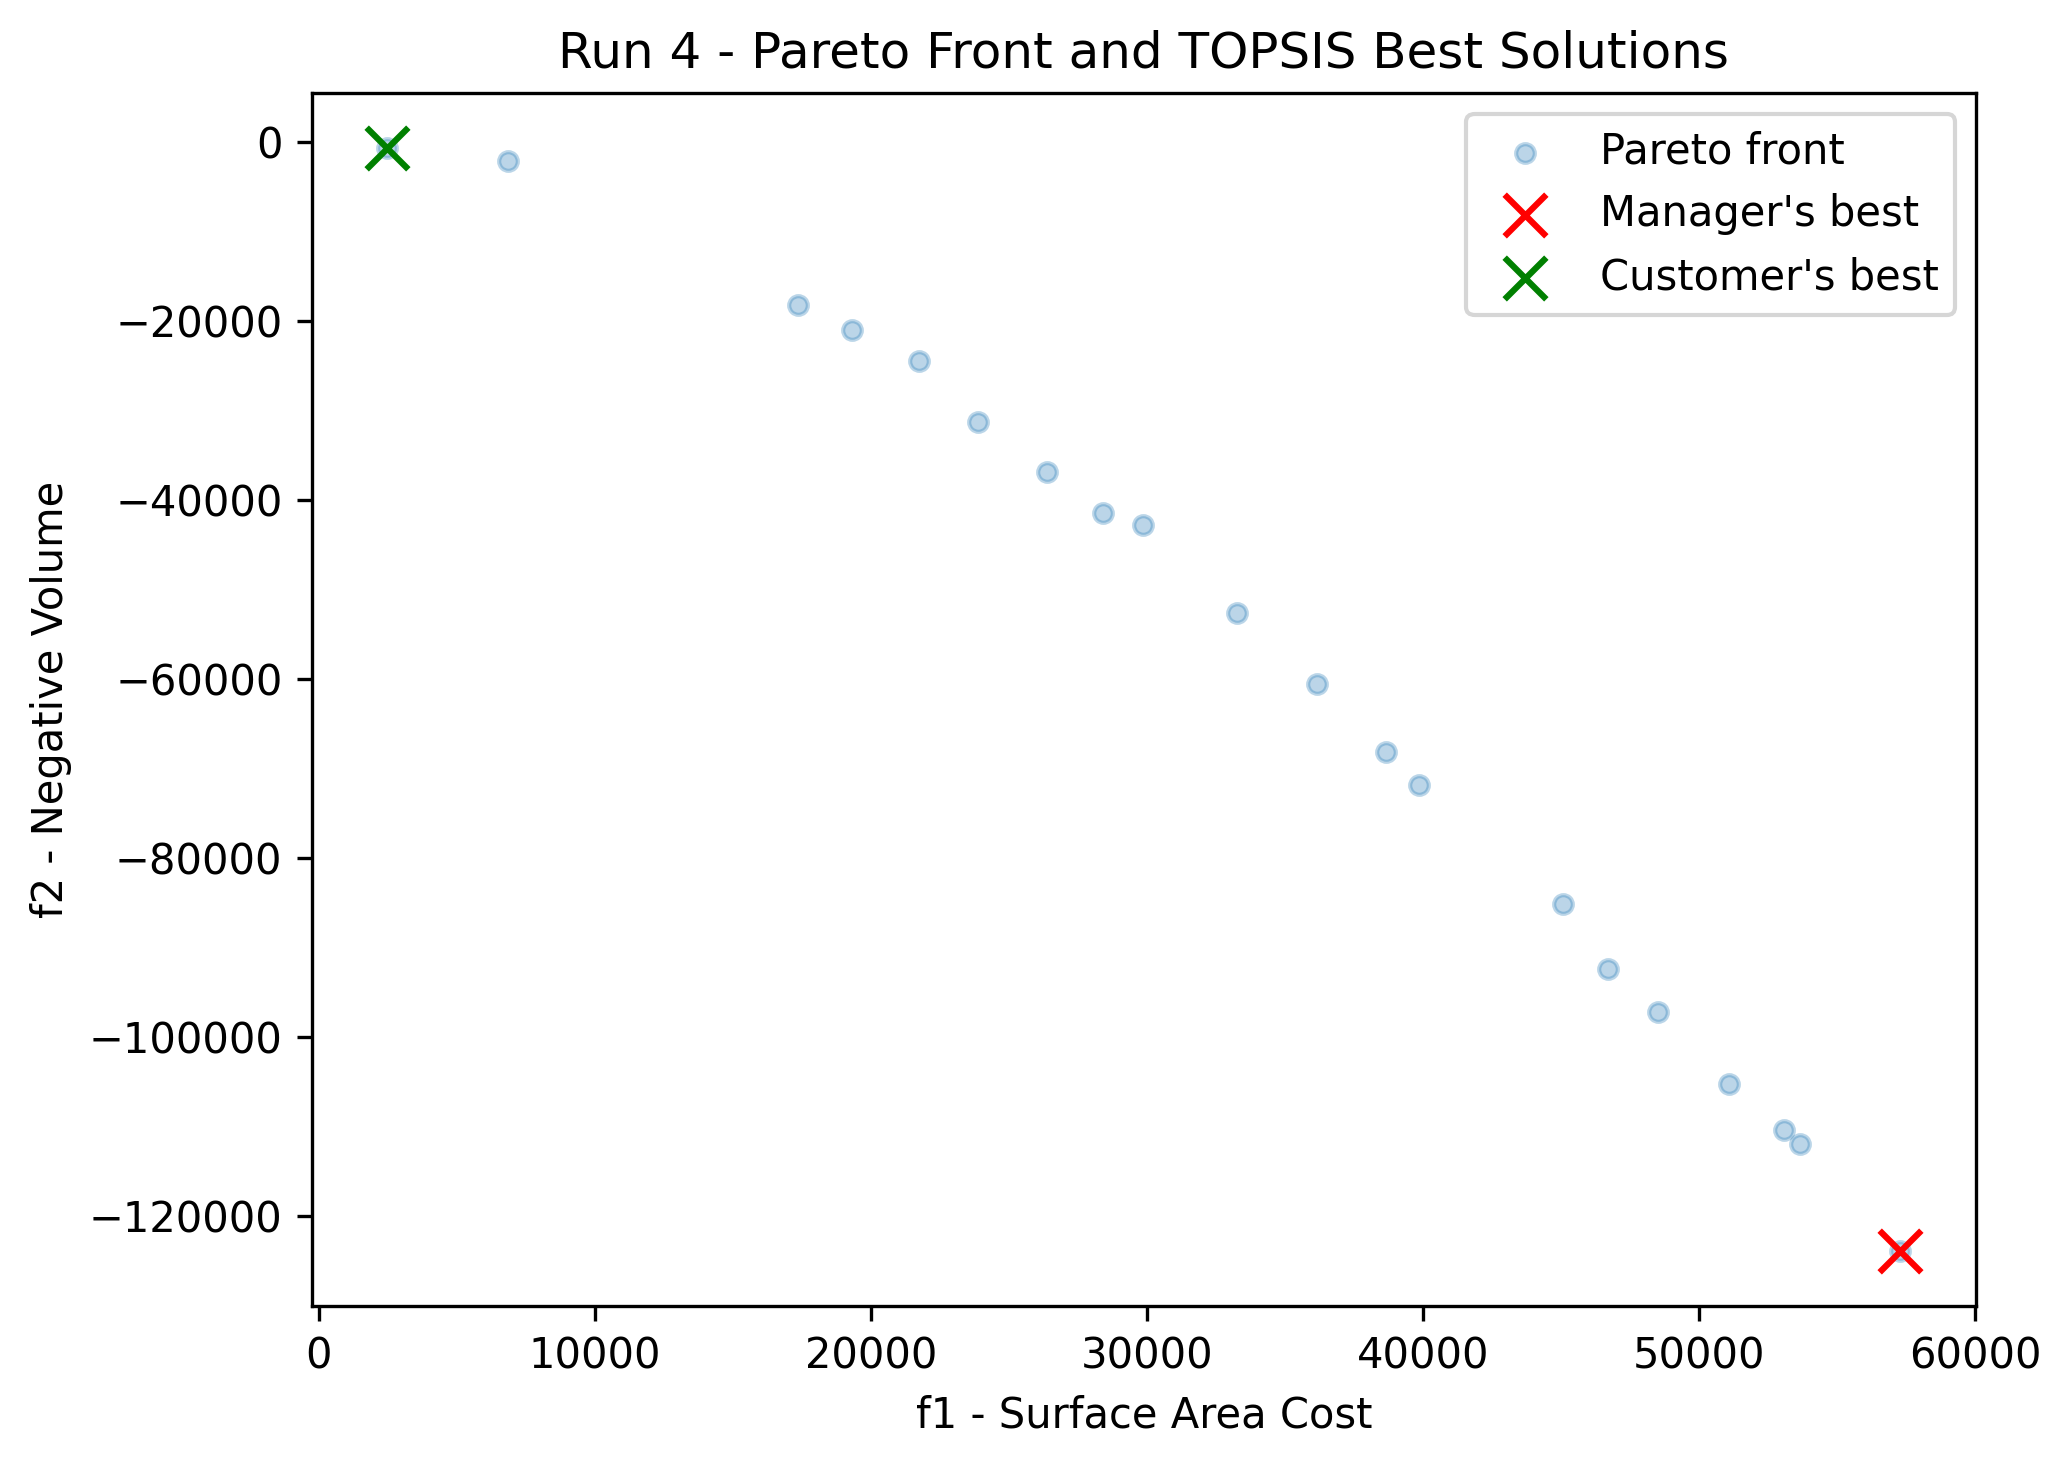 Run 4 - Pareto Front and TOPSIS Best Solutions
Pareto front
Manager's best
Customer's best
0
−20000
−40000
−60000
−80000
−100000
−120000
f2 - Negative Volume
0 10000 20000 30000 40000 50000 60000
f1 - Surface Area Cost